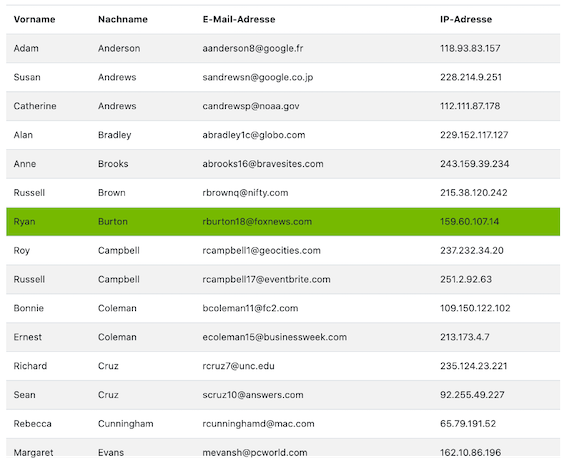 Vorname Nachname E-Mail-Adresse IP-Adresse
Adam Anderson aanderson8@google.fr 118.93.83.157
Susan Andrews sandrewsn@google.co.jp 228.214.9.251
Catherine Andrews candrewsp@noaa.gov 112.111.87.178
Alan Bradley abradley1c@globo.com 229.152.117.127
Anne Brooks abrooks16@bravesites.com 243.159.39.234
Russell Brown rbrownq@nifty.com 215.38.120.242
Ryan Burton rburton18@foxnews.com 159.60.107.14
Roy Campbell rcampbell1@geocities.com 237.232.34.20
Russell Campbell rcampbell17@eventbrite.com 251.2.92.63
Bonnie Coleman bcoleman11@fc2.com 109.150.122.102
Ernest Coleman ecoleman15@businessweek.com 213.173.4.7
Richard Cruz rcruz7@unc.edu 235.124.23.221
Sean Cruz scruz10@answers.com 92.255.49.227
Rebecca Cunningham rcunninghamd@mac.com 65.79.191.52
Margaret Evans mevansh@pcworld.com 162.10.86.196